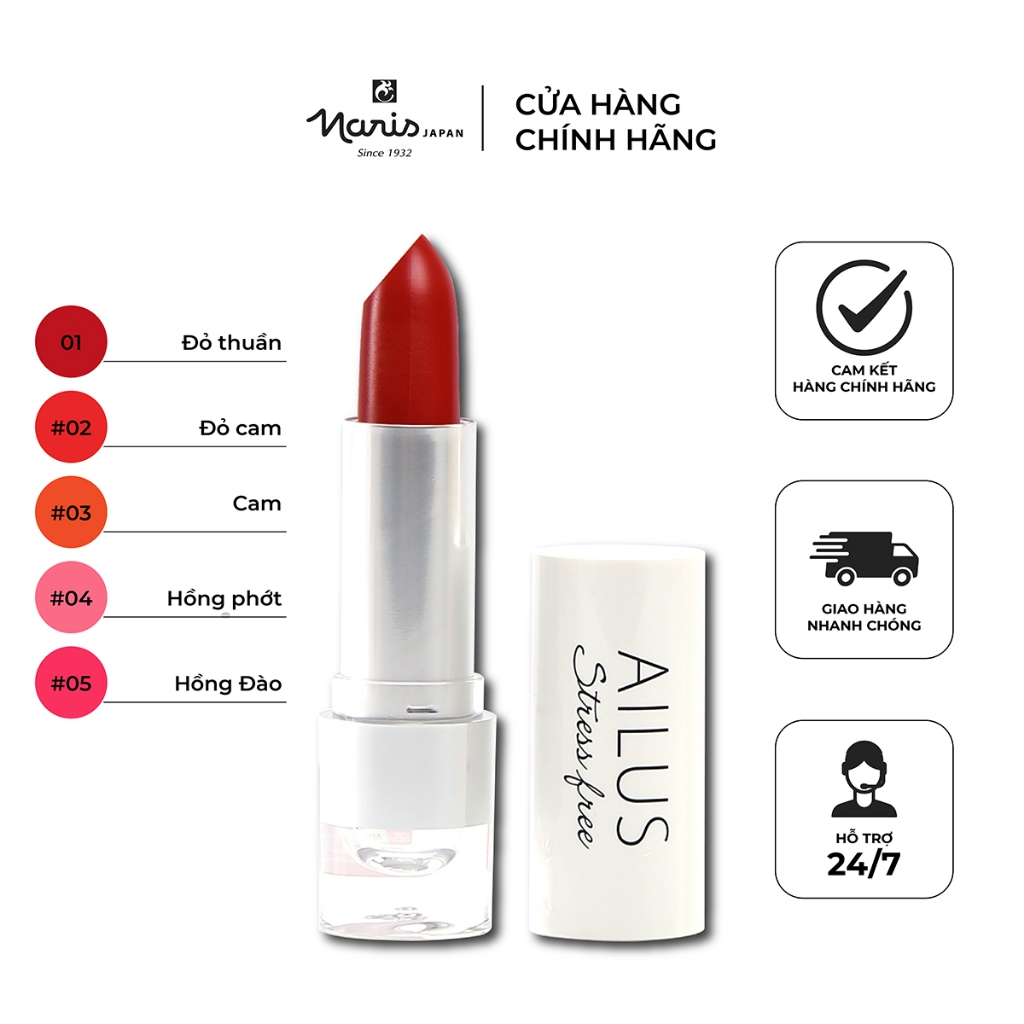 Naris JAPAN
Since 1932
CỬA HÀNG
CHÍNH HÃNG
01 Đỏ thuần
#02 Đỏ cam
#03 Cam
#04 Hồng phớt
#05 Hồng Đào
AILUS
Stress free
CAM KẾT
HÀNG CHÍNH HÃNG
GIAO HÀNG
NHANH CHÓNG
HỖ TRỢ
24/7